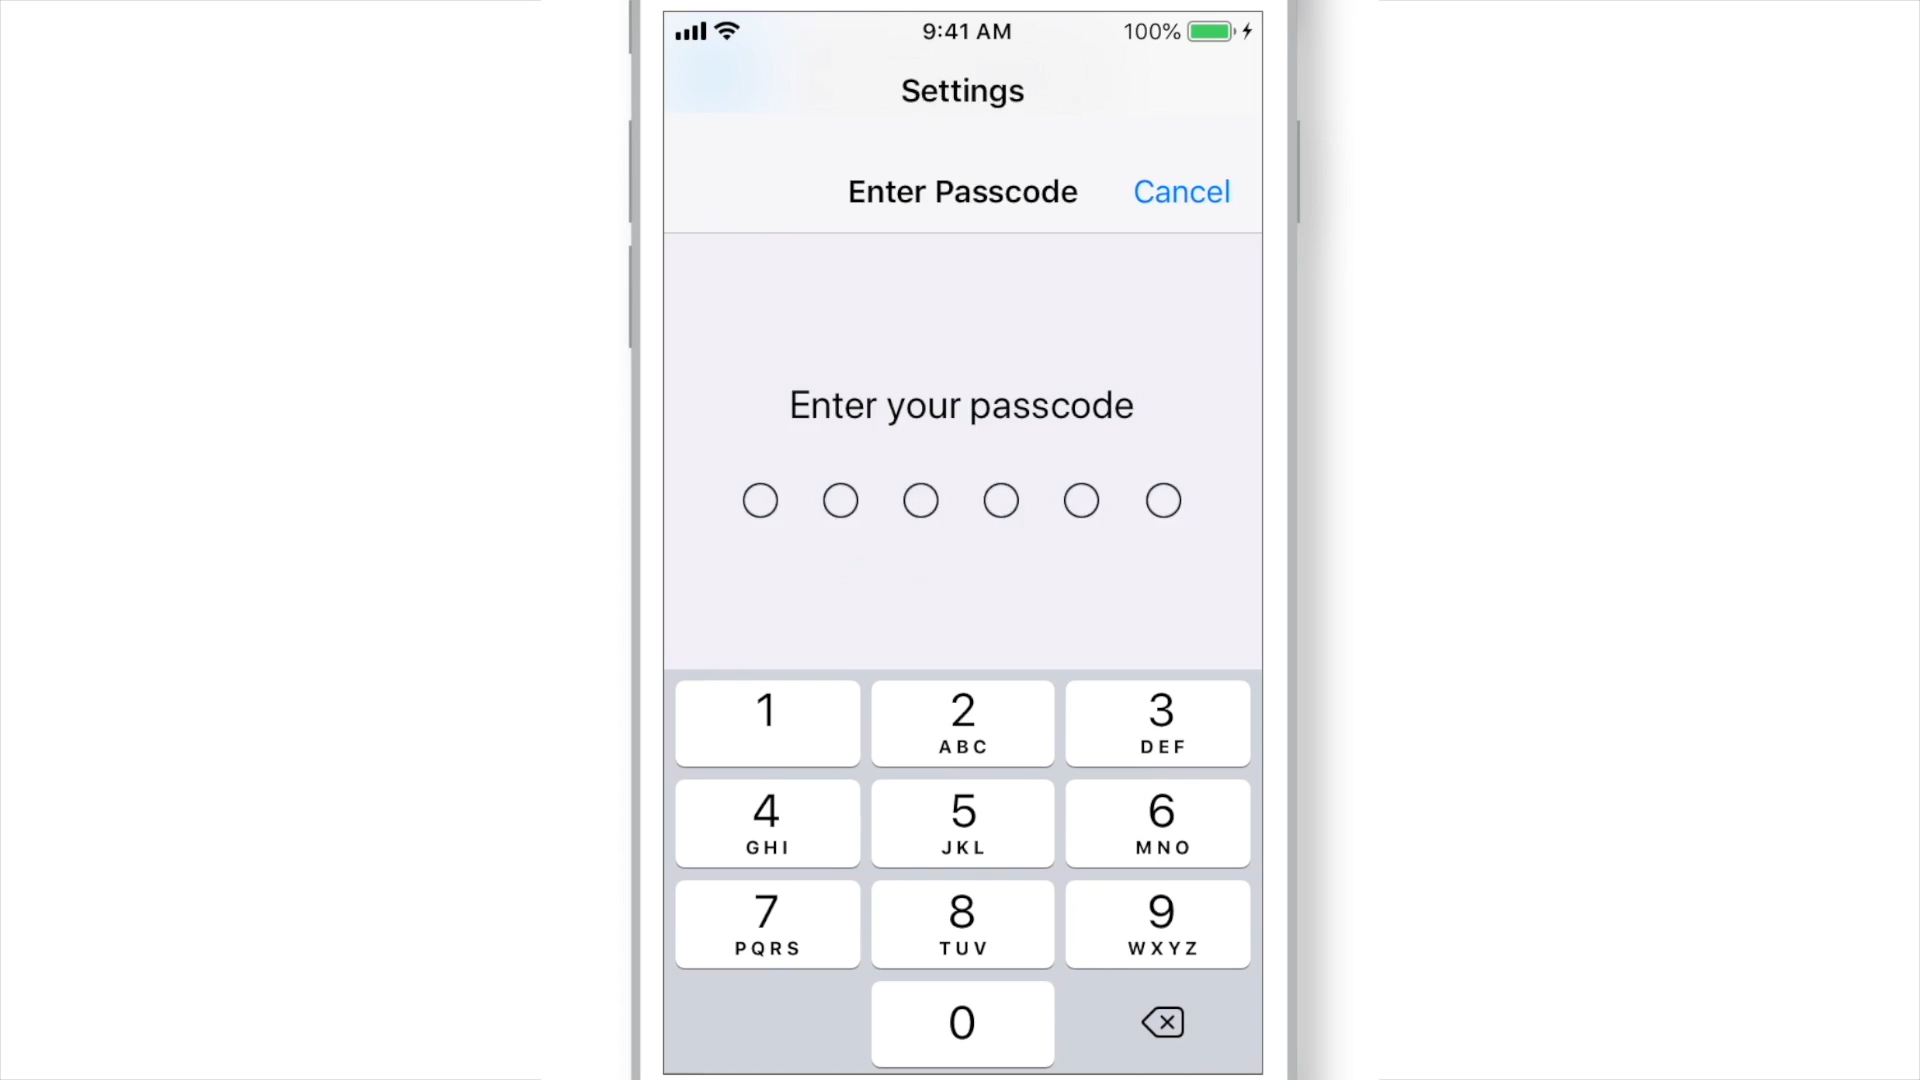 9:41 AM 100%
Settings
Enter Passcode Cancel
Enter your passcode
1 2 3
ABC DEF
4 5 6
GHI JKL MNO
7 8 9
PQRS TUV WXYZ
0